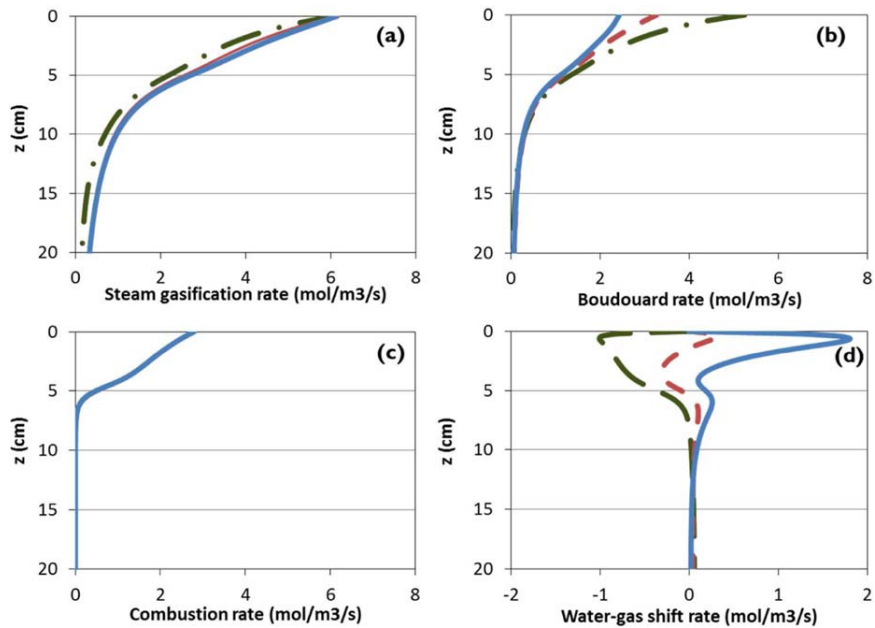 0
5
10
15
20
z (cm)
(a)
0 2 4 6 8
Steam gasification rate (mol/m3/s)
0
5
10
15
20
z (cm)
(b)
0 2 4 6 8
Boudouard rate (mol/m3/s)
0
5
10
15
20
z (cm)
(c)
0 2 4 6 8
Combustion rate (mol/m3/s)
0
5
10
15
20
z (cm)
(d)
-2 -1 0 1 2
Water-gas shift rate (mol/m3/s)